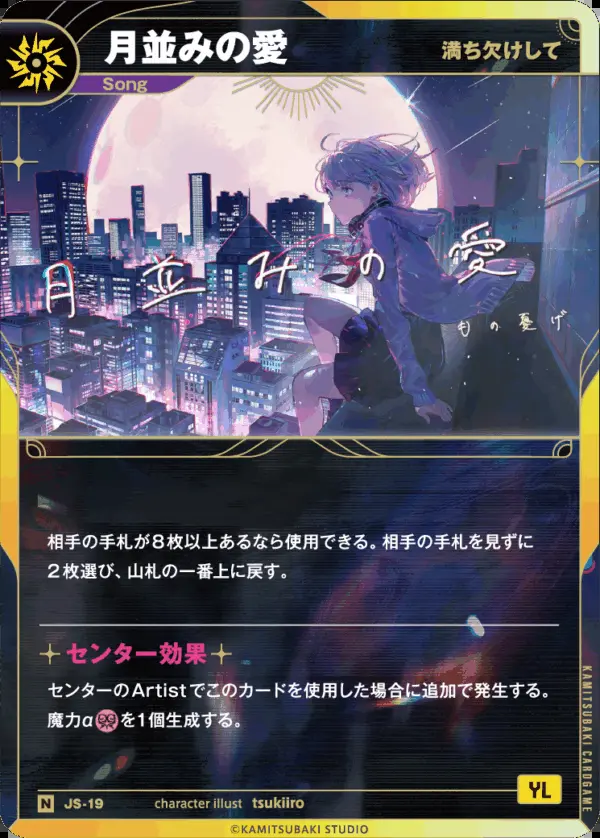 月並みの愛
満ち欠けして
Song
月並みの愛
もの憂げ
相手の手札が8枚以上あるなら使用できる。相手の手札を見ずに
2枚選び、山札の一番上に戻す。
センター効果
センターのArtistでこのカードを使用した場合に追加で発生する。
魔力αを1個生成する。
KAMITSUBAKI CARDGAME
YL
N JS-19 character illust tsukiiro
©KAMITSUBAKI STUDIO